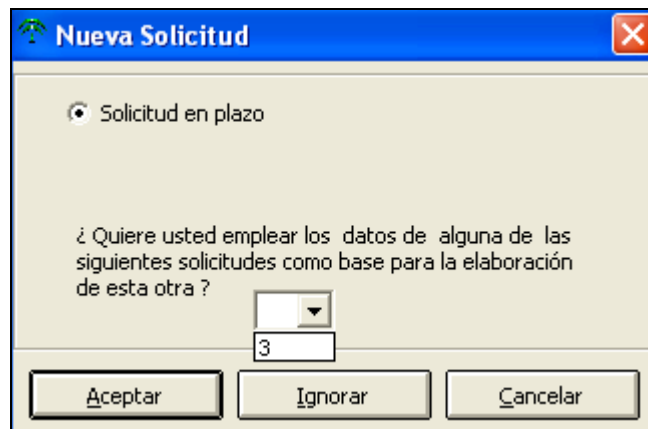 Nueva Solicitud
Solicitud en plazo
¿ Quiere usted emplear los datos de alguna de las
siguientes solicitudes como base para la elaboración
de esta otra ?
3
Aceptar
Ignorar
Cancelar